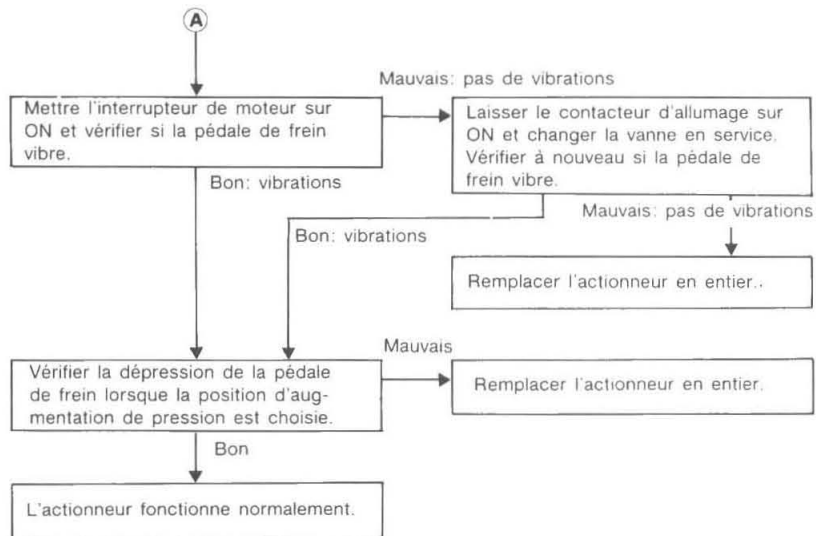 A
Mauvais: pas de vibrations
Mettre l'interrupteur de moteur sur
ON et vérifier si la pédale de frein
vibre.
Laisser le contacteur d'allumage sur
ON et changer la vanne en service.
Vérifier à nouveau si la pédale de
frein vibre.
Bon: vibrations
Mauvais: pas de vibrations
Bon: vibrations
Remplacer l'actionneur en entier..
Mauvais
Vérifier la dépression de la pédale
de frein lorsque la position d'aug-
mentation de pression est choisie.
Remplacer l'actionneur en entier.
Bon
L'actionneur fonctionne normalement.